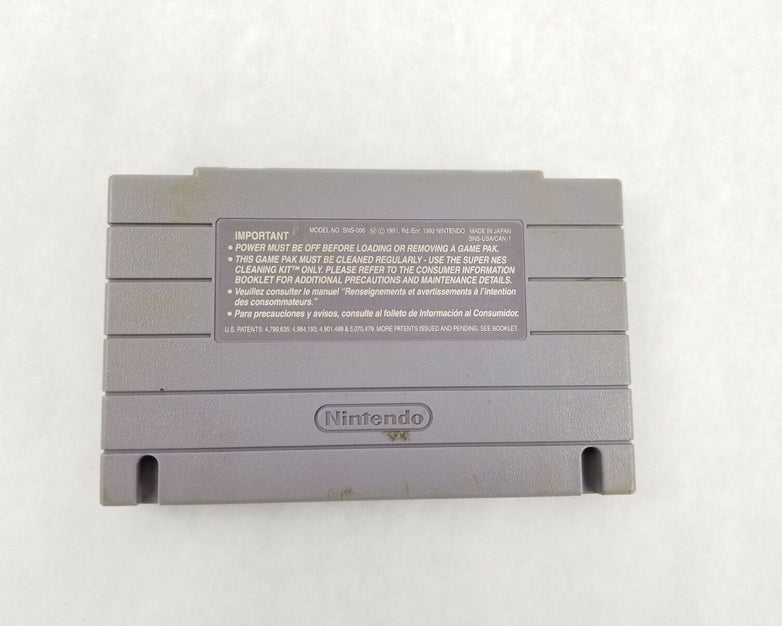 IMPORTANT MODEL NO. SNS-006 Ⓜ © 1991, Rd./Enr. 1992 NINTENDO MADE IN JAPAN
SNS-USA/CAN-1
• POWER MUST BE OFF BEFORE LOADING OR REMOVING A GAME PAK.
• THIS GAME PAK MUST BE CLEANED REGULARLY - USE THE SUPER NES
CLEANING KIT™ ONLY. PLEASE REFER TO THE CONSUMER INFORMATION
BOOKLET FOR ADDITIONAL PRECAUTIONS AND MAINTENANCE DETAILS.
• Veuillez consulter le manuel "Renseignements et avertissements à l'intention
des consommateurs."
• Para precauciones y avisos, consulte al folleto de Información al Consumidor.
U.S. PATENTS: 4,799,635; 4,984,193; 4,801,489 & 5,070,479. MORE PATENTS ISSUED AND PENDING. SEE BOOKLET.
Nintendo